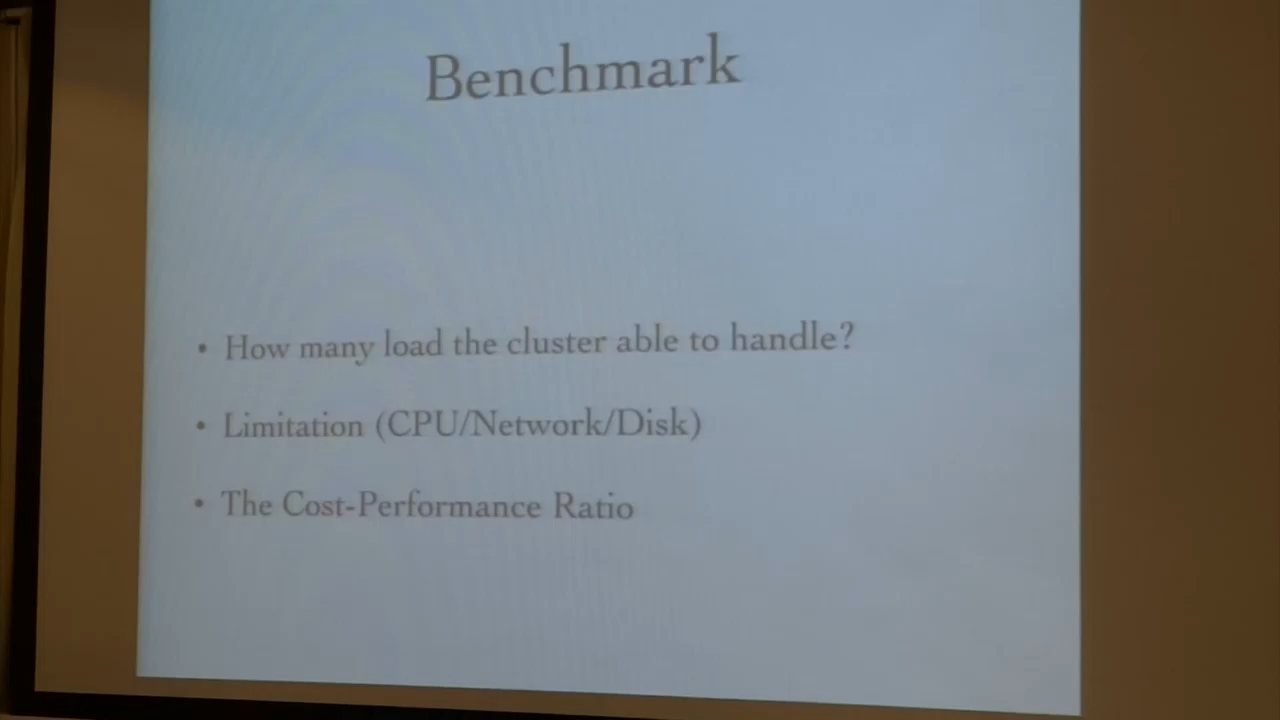 Benchmark
• How many load the cluster able to handle?
• Limitation (CPU/Network/Disk)
• The Cost-Performance Ratio